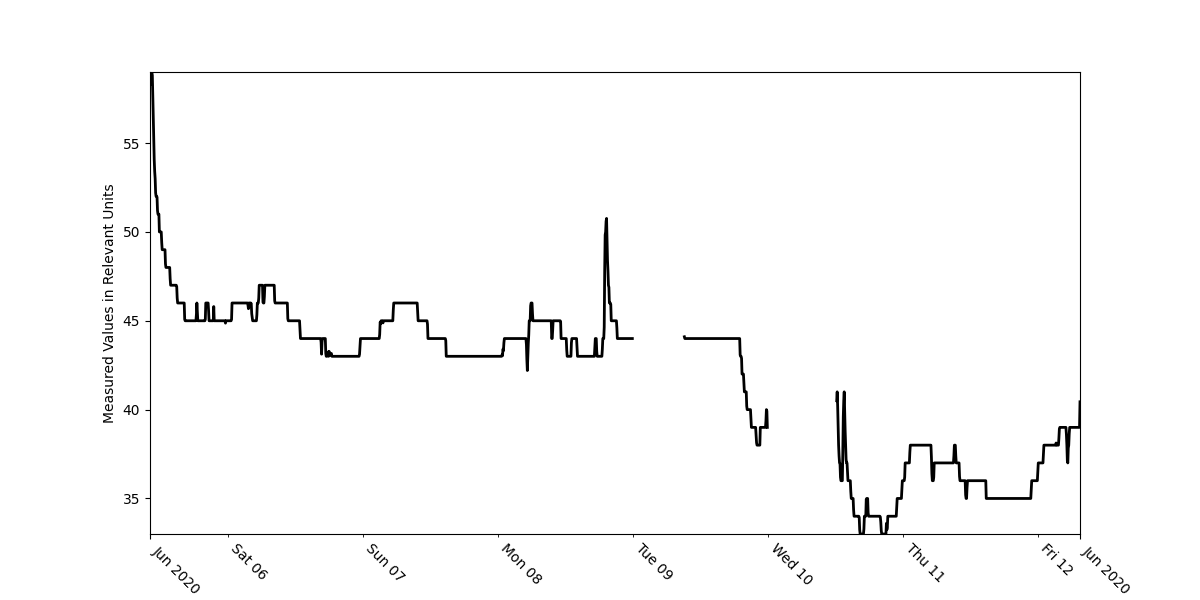 55
50
45
40
35
Measured Values in Relevant Units
Jun 2020
Sat 06
Sun 07
Mon 08
Tue 09
Wed 10
Thu 11
Fri 12
Jun 2020